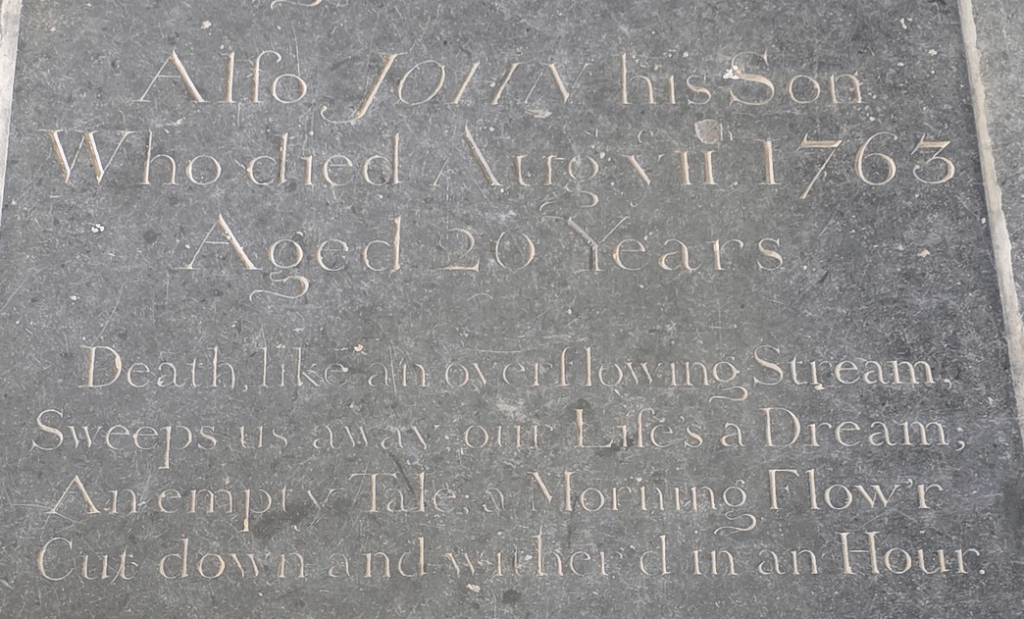 Alſo JOHN his Son
Who died Aug vii. 1763
Aged 20 Years
Death, like an overflowing Stream,
Sweeps us away; our Life's a Dream;
An empty Tale; a Morning Flow'r
Cut down and wither'd in an Hour.